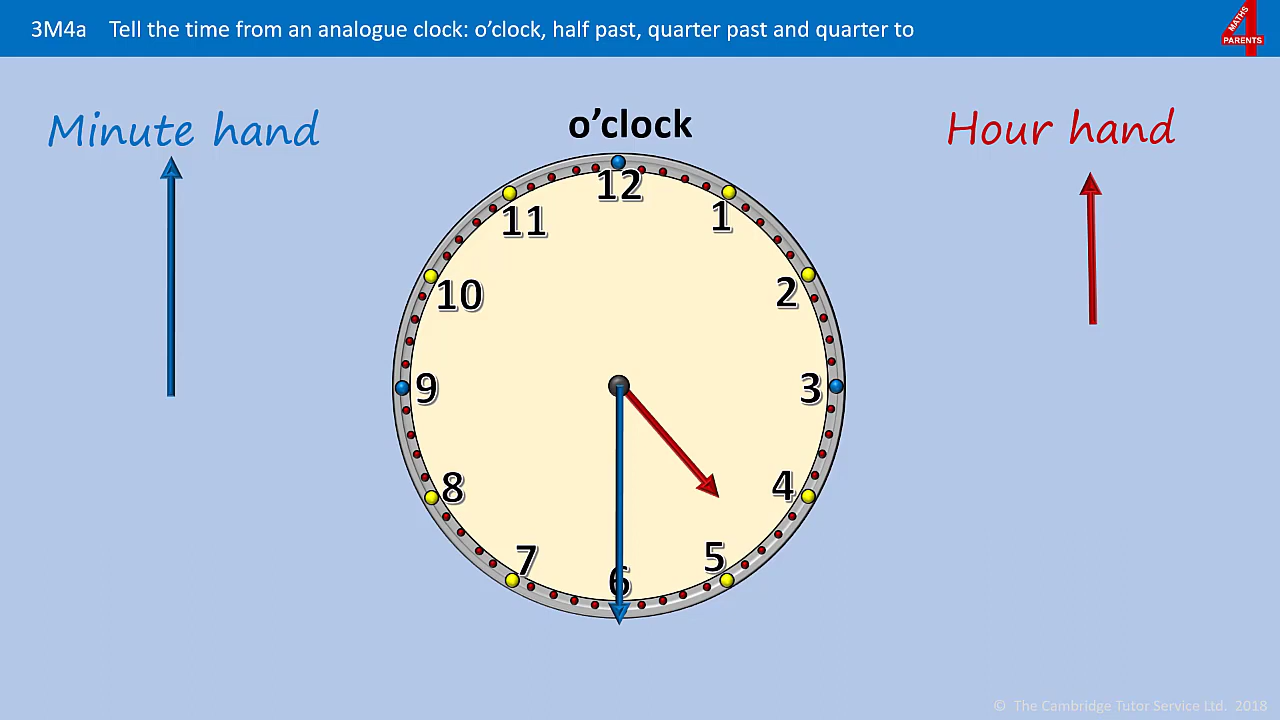 3M4a Tell the time from an analogue clock: o’clock, half past, quarter past and quarter to
MATHS
4
PARENTS
Minute hand
o’clock
Hour hand
12
11
1
10
2
9
3
8
4
7
5
6
© The Cambridge Tutor Service Ltd. 2018